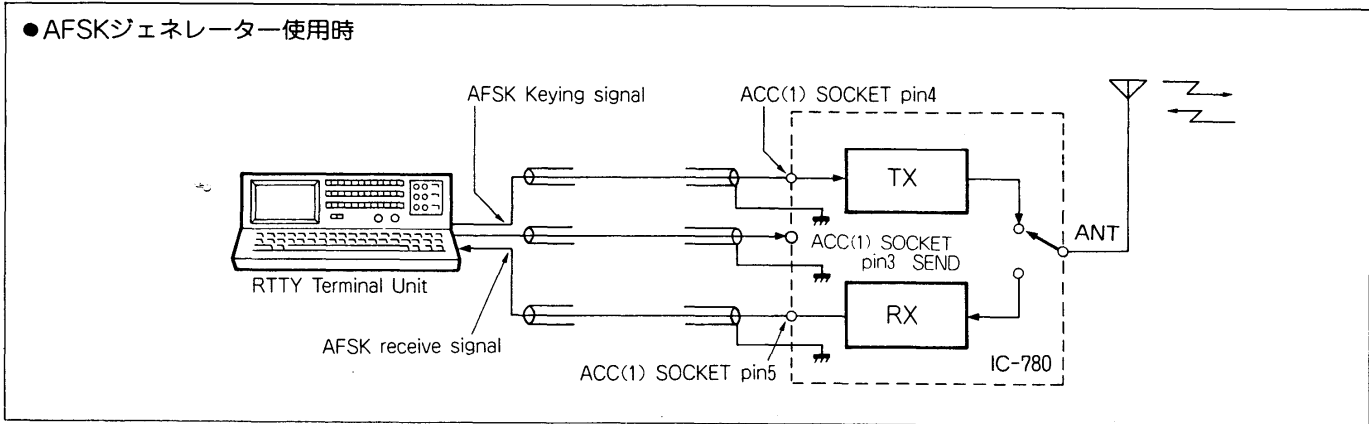 ●AFSKジェネレーター使用時
AFSK Keying signal
ACC(1) SOCKET pin4
TX
ANT
ACC(1) SOCKET
pin3 SEND
RTTY Terminal Unit
RX
AFSK receive signal
ACC(1) SOCKET pin5
IC-780